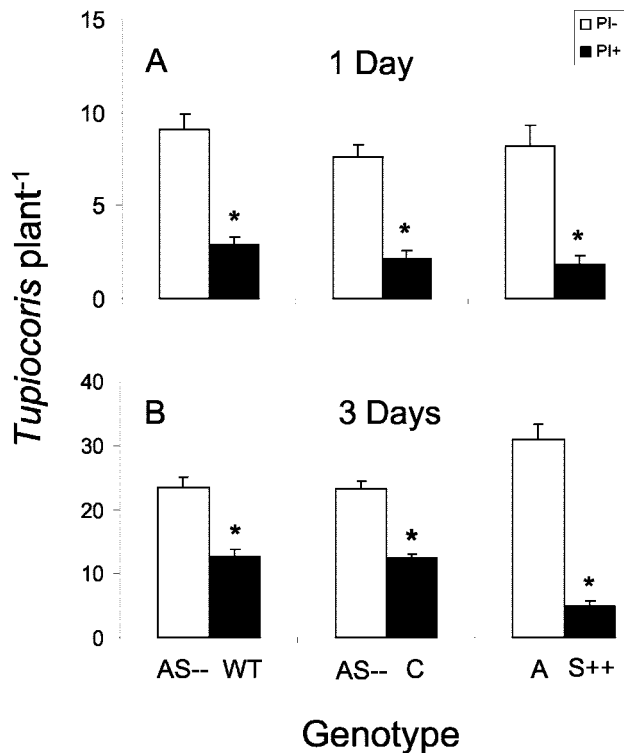 PI-
PI+
A 1 Day
15
10
5
0
Tupiocoris plant-1
* * *
B 3 Days
40
30
20
10
0
* * *
AS-- WT AS-- C A S++
Genotype